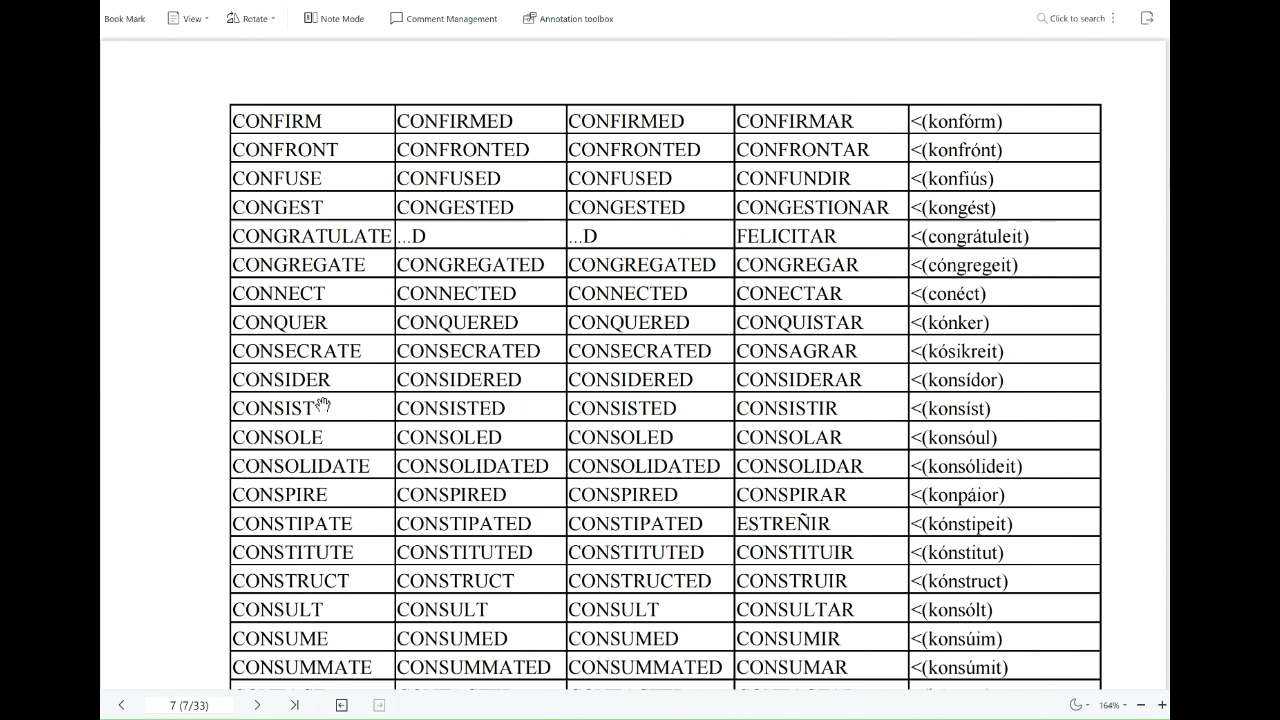 Book Mark View Rotate Note Mode Comment Management Annotation toolbox Click to search
CONFIRM CONFIRMED CONFIRMED CONFIRMAR <(konfórm)
CONFRONT CONFRONTED CONFRONTED CONFRONTAR <(konfrónt)
CONFUSE CONFUSED CONFUSED CONFUNDIR <(konfiús)
CONGEST CONGESTED CONGESTED CONGESTIONAR <(kongést)
CONGRATULATE ...D ...D FELICITAR <(congrátuleit)
CONGREGATE CONGREGATED CONGREGATED CONGREGAR <(cóngregeit)
CONNECT CONNECTED CONNECTED CONECTAR <(conéct)
CONQUER CONQUERED CONQUERED CONQUISTAR <(kónker)
CONSECRATE CONSECRATED CONSECRATED CONSAGRAR <(kósikreit)
CONSIDER CONSIDERED CONSIDERED CONSIDERAR <(konsídor)
CONSIST CONSISTED CONSISTED CONSISTIR <(konsíst)
CONSOLE CONSOLED CONSOLED CONSOLAR <(konsóul)
CONSOLIDATE CONSOLIDATED CONSOLIDATED CONSOLIDAR <(konsólideit)
CONSPIRE CONSPIRED CONSPIRED CONSPIRAR <(konpáior)
CONSTIPATE CONSTIPATED CONSTIPATED ESTREÑIR <(kónstipeit)
CONSTITUTE CONSTITUTED CONSTITUTED CONSTITUIR <(kónstitut)
CONSTRUCT CONSTRUCT CONSTRUCTED CONSTRUIR <(kónstruct)
CONSULT CONSULT CONSULT CONSULTAR <(konsólt)
CONSUME CONSUMED CONSUMED CONSUMIR <(konsúim)
CONSUMMATE CONSUMMATED CONSUMMATED CONSUMAR <(konsúmit)
7 (7/33) 164%